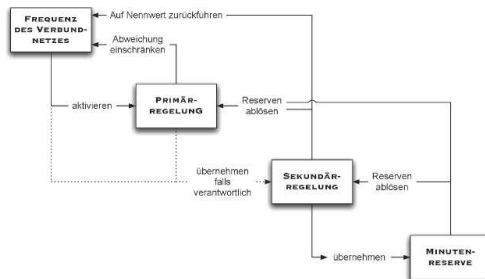 FREQUENZ
DES VERBUND-
NETZES
Auf Nennwert zurückführen
Abweichung
einschränken
aktivieren
PRIMÄR-
REGELUNG
Reserven
ablösen
übernehmen
falls
verantwortlich
SEKUNDÄR-
REGELUNG
Reserven
ablösen
übernehmen
MINUTEN-
RESERVE